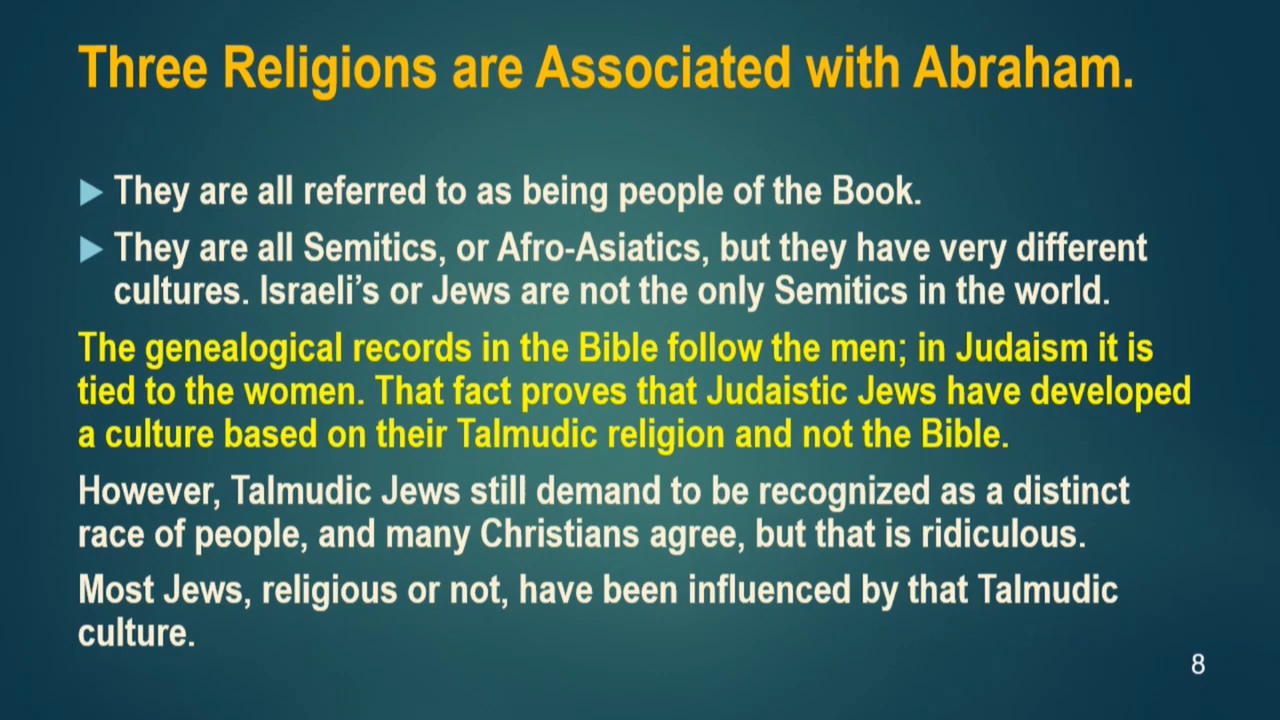 Three Religions are Associated with Abraham.
They are all referred to as being people of the Book.
They are all Semitics, or Afro-Asiatics, but they have very different
cultures. Israeli's or Jews are not the only Semitics in the world.
The genealogical records in the Bible follow the men; in Judaism it is
tied to the women. That fact proves that Judaistic Jews have developed
a culture based on their Talmudic religion and not the Bible.
However, Talmudic Jews still demand to be recognized as a distinct
race of people, and many Christians agree, but that is ridiculous.
Most Jews, religious or not, have been influenced by that Talmudic
culture.
8